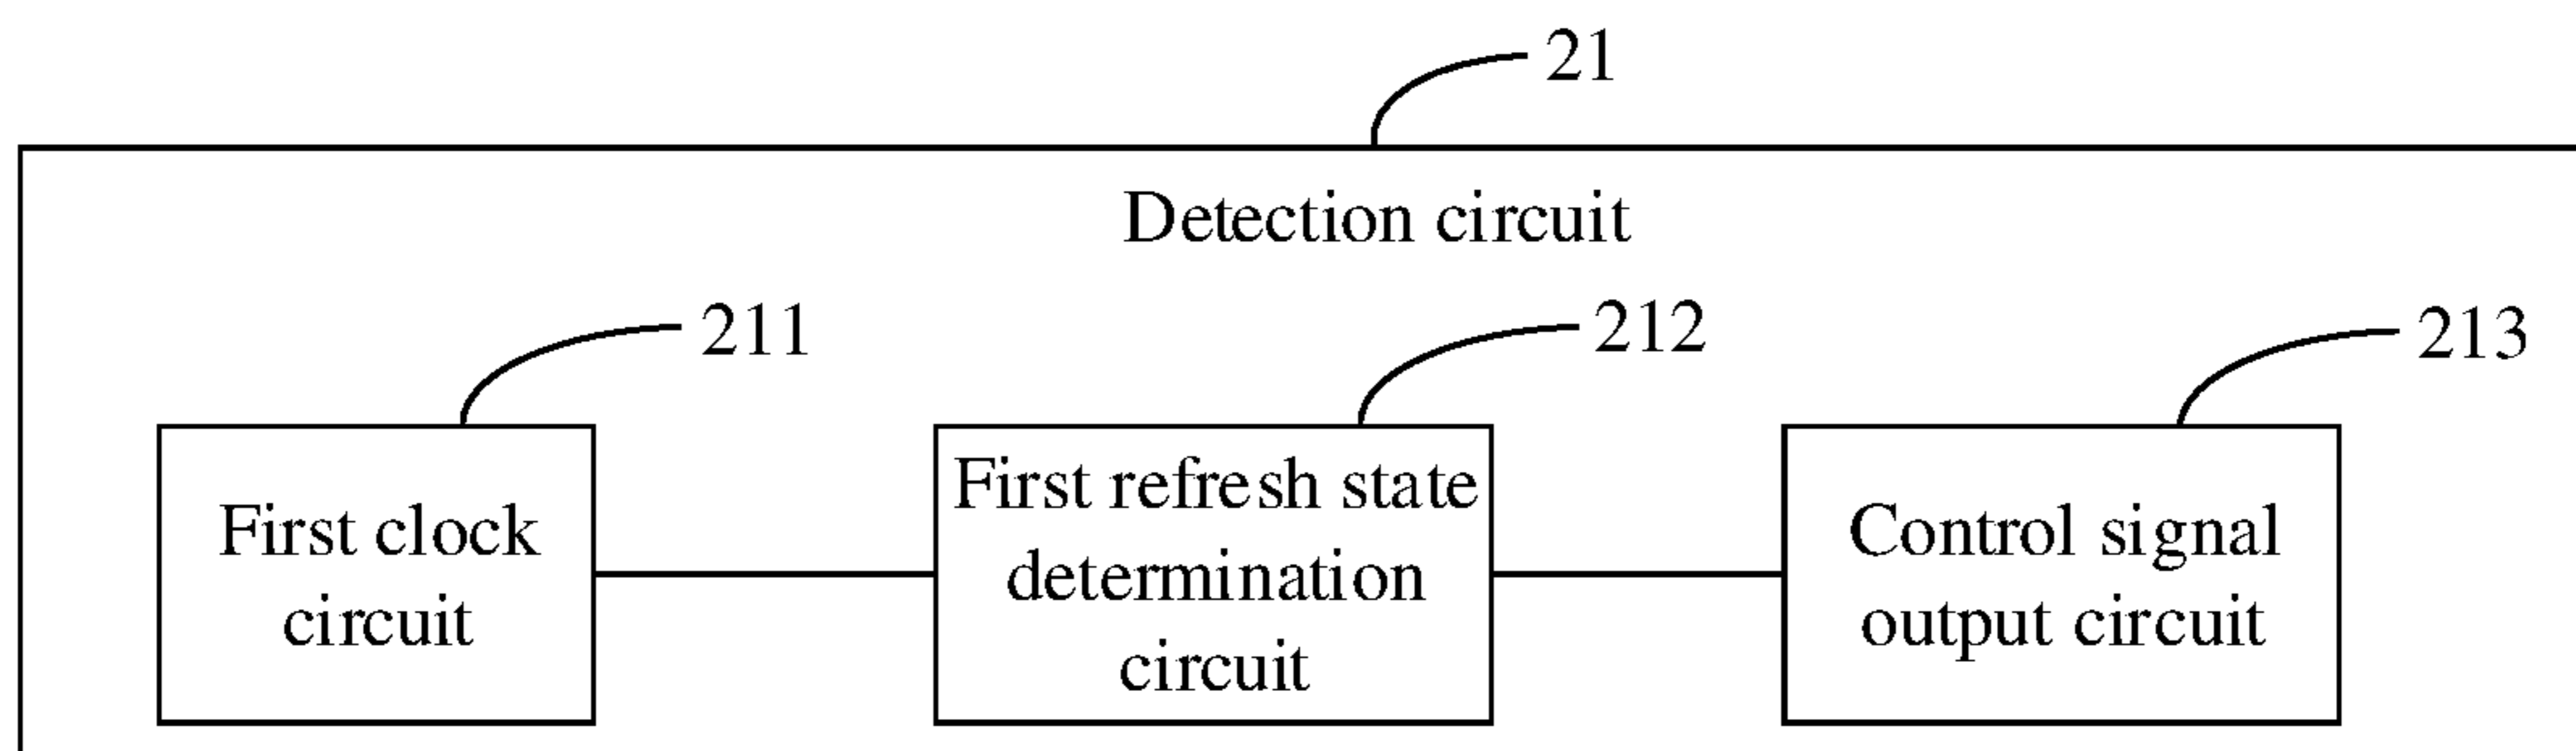 21
Detection circuit
211
212
213
First clock
circuit
First refresh state
determination
circuit
Control signal
output circuit